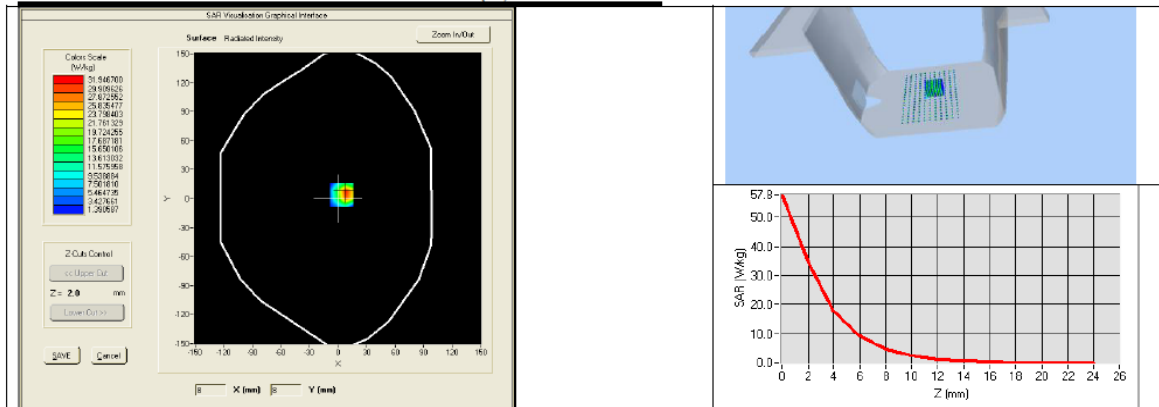 SAR Visualisation Graphical Interface
Surface Radiated Intensity
Zoom In/Out
Colors Scale
(W/kg)
31.946700
29.909626
27.872552
25.835477
23.798403
21.761329
19.724255
17.687181
15.650106
13.613032
11.575958
9.538884
7.501810
5.464735
3.427661
1.390587
Z-Cuts Control
<< Upper Cut
Z = 2.0 mm
Lower Cut >>
SAVE Cancel
Y
150-
120-
90-
60-
30-
0-
-30-
-60-
-90-
-120-
-150-
-150 -120 -90 -60 -30 0 30 60 90 120 150
X
8 X (mm) 8 Y (mm)
SAR (W/kg)
57.8
50.0
40.0
30.0
20.0
10.0
0.0
0 2 4 6 8 10 12 14 16 18 20 22 24 26
Z (mm)